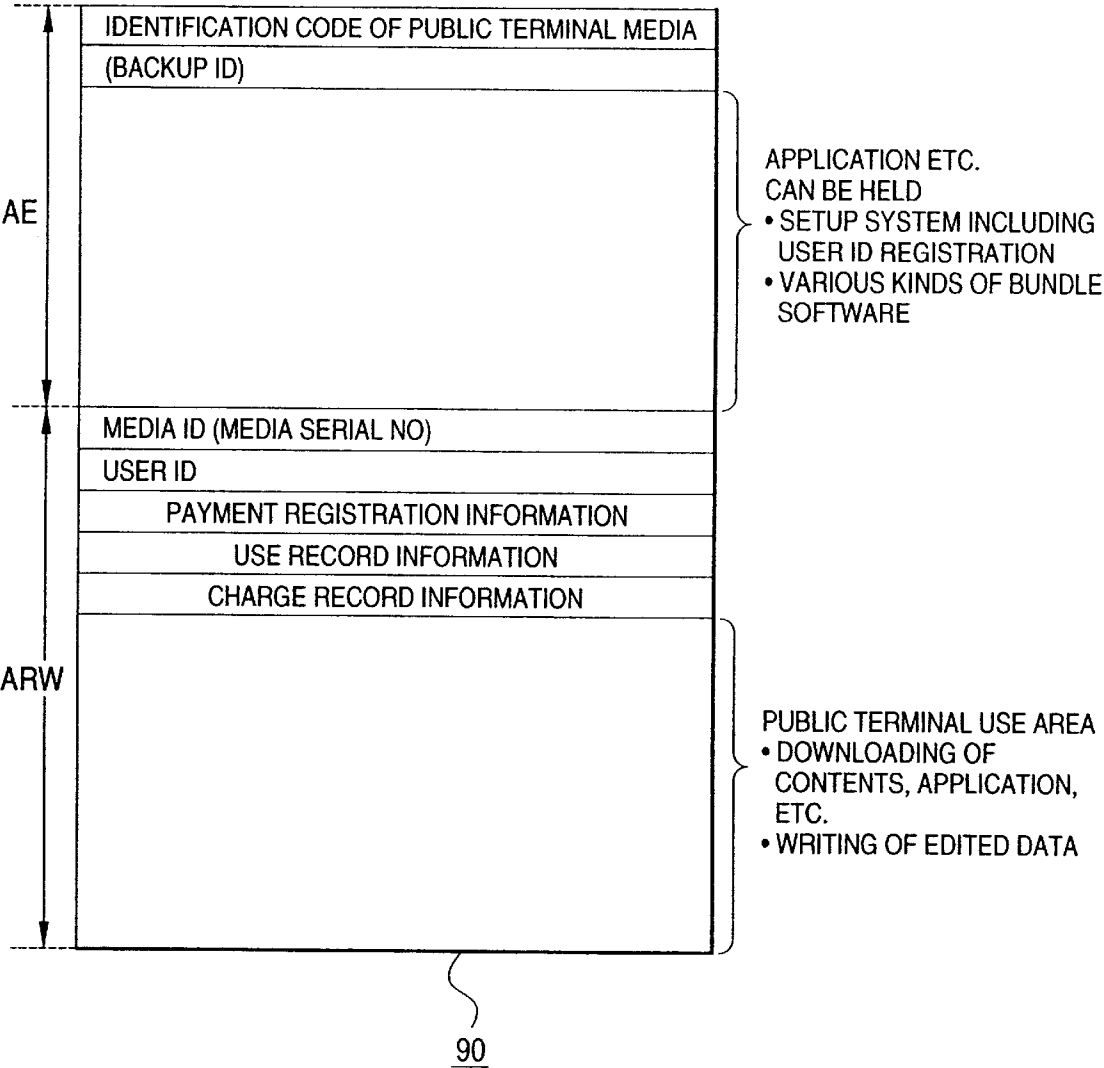 IDENTIFICATION CODE OF PUBLIC TERMINAL MEDIA
(BACKUP ID)
AE
APPLICATION ETC.
CAN BE HELD
• SETUP SYSTEM INCLUDING
USER ID REGISTRATION
• VARIOUS KINDS OF BUNDLE
SOFTWARE
MEDIA ID (MEDIA SERIAL NO)
USER ID
PAYMENT REGISTRATION INFORMATION
USE RECORD INFORMATION
CHARGE RECORD INFORMATION
ARW
PUBLIC TERMINAL USE AREA
• DOWNLOADING OF
CONTENTS, APPLICATION,
ETC.
• WRITING OF EDITED DATA
90